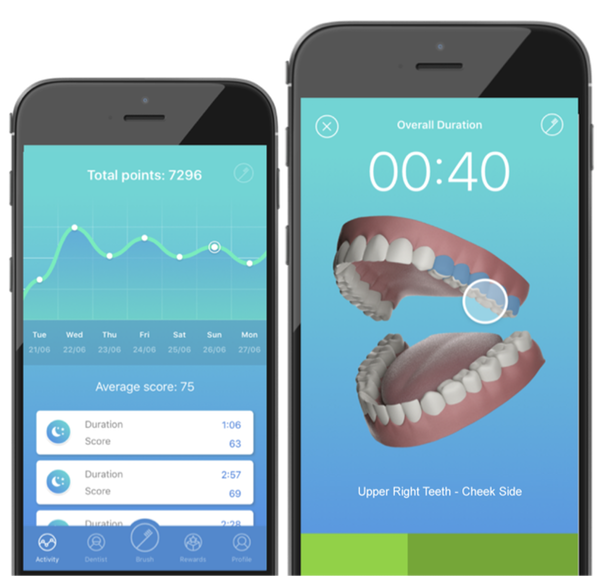 Total points: 7296
Tue Wed Thu Fri Sat Sun Mon
21/06 22/06 23/06 24/06 25/06 26/06 27/06
Average score: 75
Duration 1:06
Score 63
Duration 2:57
Score 69
Duration 2:28
Activity Dentist Brush Rewards Profile
Overall Duration
00:40
Upper Right Teeth - Cheek Side